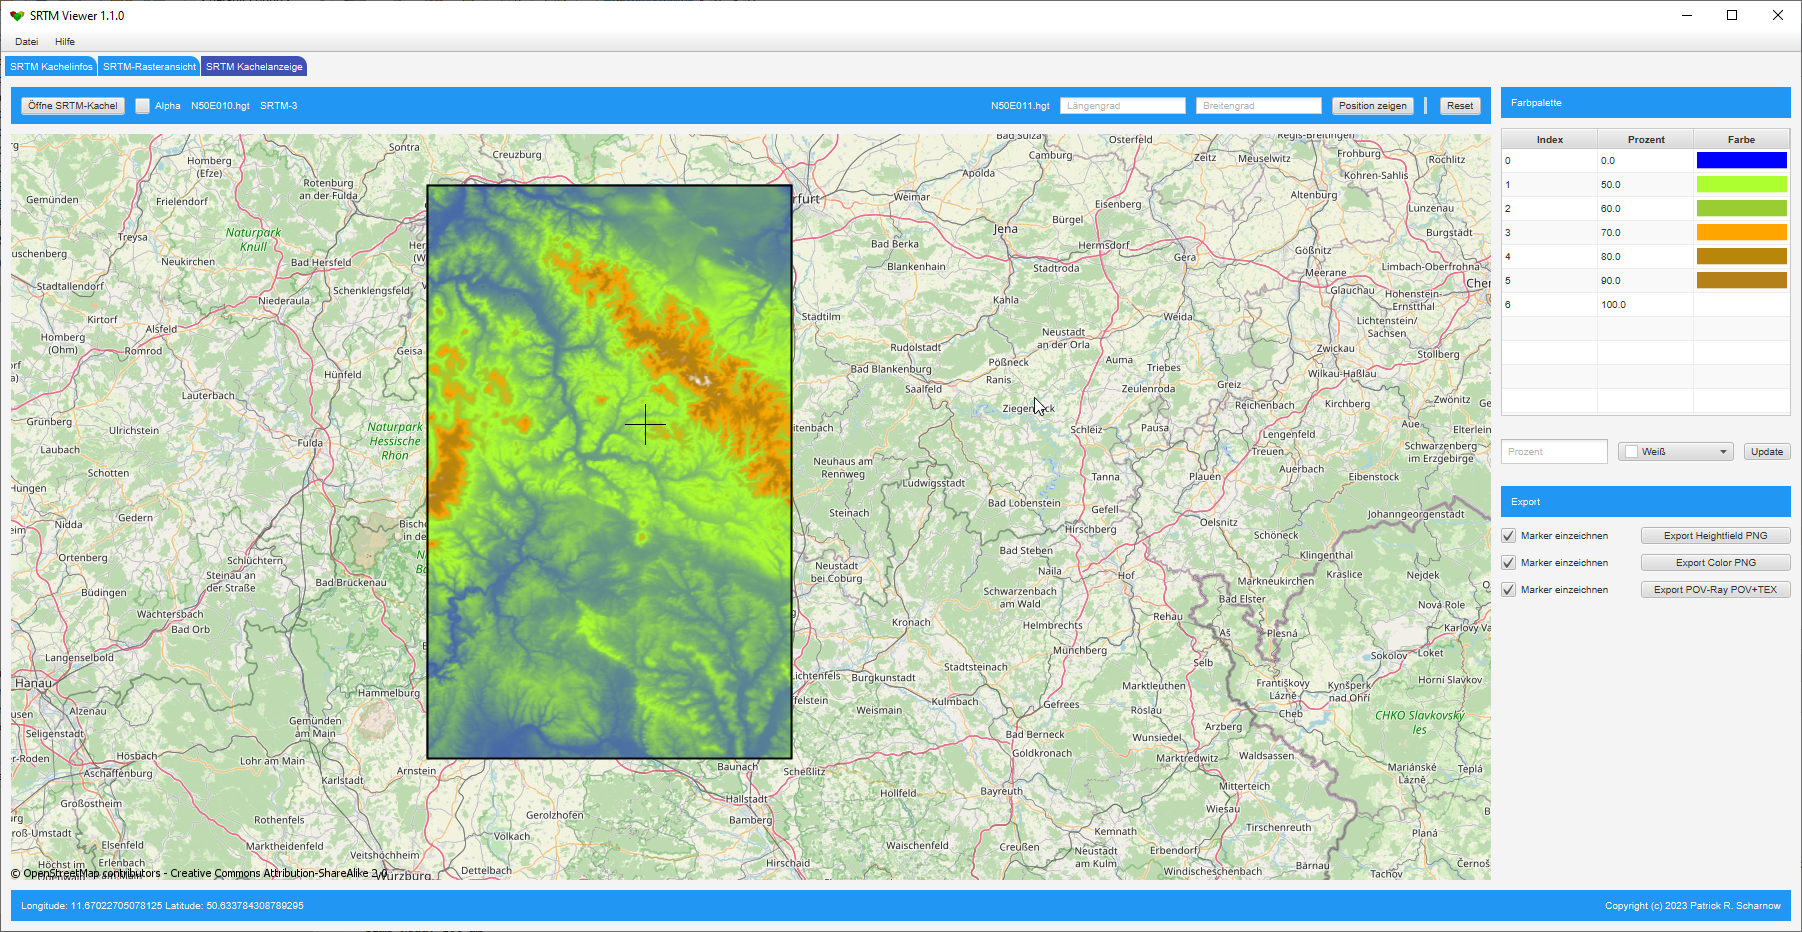 SRTM Viewer 1.1.0
Datei Hilfe
SRTM Kachelinfos SRTM-Rasteransicht SRTM Kachelanzeige
Öffne SRTM-Kachel Alpha N50E010.hgt SRTM-3 N50E011.hgt Längengrad Breitengrad Position zeigen Reset
Farbpalette
Index Prozent Farbe
0 0.0
1 50.0
2 60.0
3 70.0
4 80.0
5 90.0
6 100.0
Prozent Weiß Update
Export
Marker einzeichnen Export Heightfield PNG
Marker einzeichnen Export Color PNG
Marker einzeichnen Export POV-Ray POV+TEX
Sontra
Creuzburg
Bad Sulza
Osterfeld
Homberg
(Efze)
Rotenburg
an der Fulda
Camburg
Zeitz
Meuselwitz
Frohburg
Kohren-Sahlis
Rochlitz
Gemünden
Frielendorf
Apolda
Weimar
Eisenberg
Altenburg
Lunzenau
Treysa
Naturpark
Knüll
Jena
Bürgel
Burgstädt
Neukirchen
Bad Hersfeld
Bad Berka
Hermsdorf
Gera
Gößnitz
Meerane
Limbach-Oberfrohna
Stadtallendorf
Schenklengsfeld
Blankenhain
Stadtroda
Glauchau
Hohenstein-
Ernstthal
Niederaula
Kahla
Kirtorf
Alsfeld
Stadtilm
Weida
Lichtenstein/
Sachsen
Homberg
(Ohm)
Romrod
Geisa
Rudolstadt
Neustadt
an der Orla
Zwickau
Stollberg
Hünfeld
Bad Blankenburg
Pößneck
Auma
Triebes
Wilkau-Haßlau
Lauterbach
Saalfeld
Ranis
Zeulenroda
Greiz
Zwönitz
Grünberg
Ulrichstein
Naturpark
Hessische
Rhön
Reichenbach
Kirchberg
Aue
Laubach
Fulda
Schleiz
Pausa
Lengenfeld
Treuen
Schwarzenberg
im Erzgebirge
Schotten
Neuhaus am
Rennweg
Ludwigsstadt
Tanna
Plauen
Auerbach
Eibenstock
Gedern
Nidda
Steinach
Bad Lobenstein
Gefell
Hirschberg
Oelsnitz
Johanngeorgenstadt
Ortenberg
Schlüchtern
Bad Steben
Schöneck
Klingenthal
Steinau an
der Straße
Bad Brückenau
Neustadt
bei Coburg
Naila
Hof
Markneukirchen
Kraslice
Nejdek
Büdingen
Schwarzenbach
am Wald
Bad Elster
Wächtersbach
Bad Orb
Kronach
Helmbrechts
Rehau
Aš
Plesná
Nová Role
Langenselbold
Münchberg
Selb
Sokolov
Loket
Hanau
Stadtsteinach
Františkovy
Lázně
Kynšperk
nad Ohří
Horní Slavkov
Hammelburg
Burgkunstadt
Marktleuthen
Alzenau
Gemünden
am Main
Weismain
Kulmbach
Gefrees
Röslau
Arzberg
Cheb
CHKO Slavkovský
les
Seligenstadt
Hösbach
Lohr am Main
Bad Berneck
Goldkronach
Wunsiedel
Waldsassen
Aschaffenburg
Karlstadt
Arnstein
Baunach
Scheßlitz
Marktredwitz
Mariánské
Lázně
Teplá
Großostheim
Hallstadt
Hollfeld
Bayreuth
Mitterteich
Rothenfels
Gerolzhofen
Bamberg
Wiesau
Elsenfeld
Marktheidenfeld
Völkach
Waischenfeld
Creußen
Kemnath
Tirschenreuth
Planá
Erlenbach
Veitshöchheim
Dettelbach
Hirschaid
Neustadt
am Kulm
Erbendorf
Windischeschenbach
Bärnau
Tachov
Würzburg
© OpenStreetMap contributors - Creative Commons Attribution-ShareAlike 2.0
Longitude: 11.67022705078125 Latitude: 50.633784308789295 Copyright (c) 2023 Patrick R. Scharnow